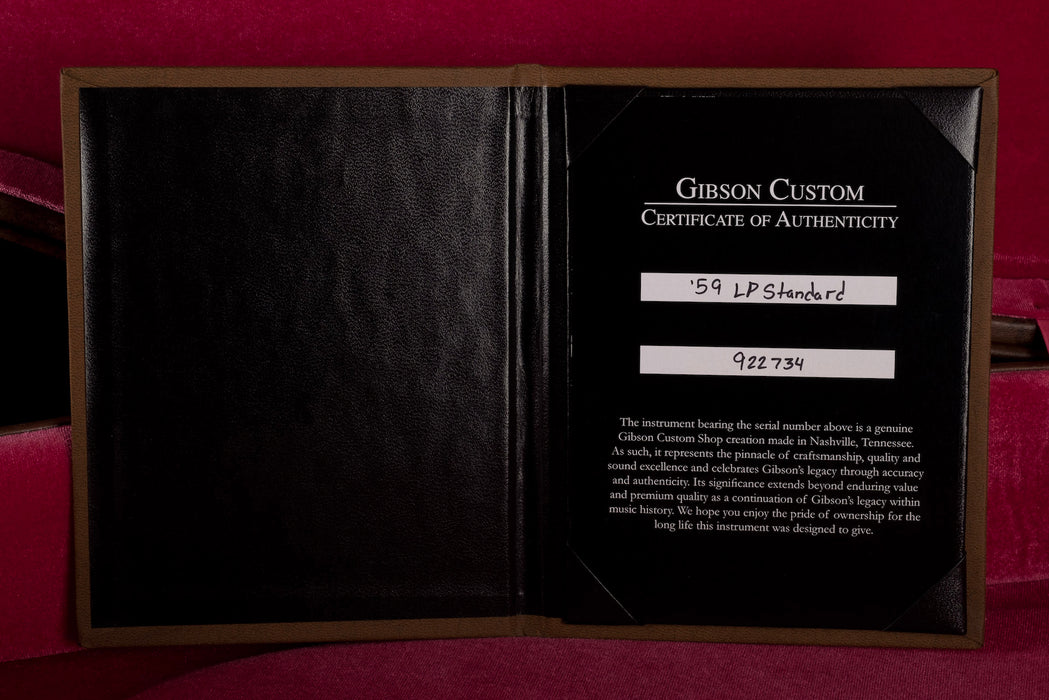 GIBSON CUSTOM
CERTIFICATE OF AUTHENTICITY
'59 LP Standard
922734
The instrument bearing the serial number above is a genuine
Gibson Custom Shop creation made in Nashville, Tennessee.
As such, it represents the pinnacle of craftsmanship, quality and
sound excellence and celebrates Gibson's legacy through accuracy
and authenticity. Its significance extends beyond enduring value
and premium quality as a continuation of Gibson's legacy within
music history. We hope you enjoy the pride of ownership for the
long life this instrument was designed to give.